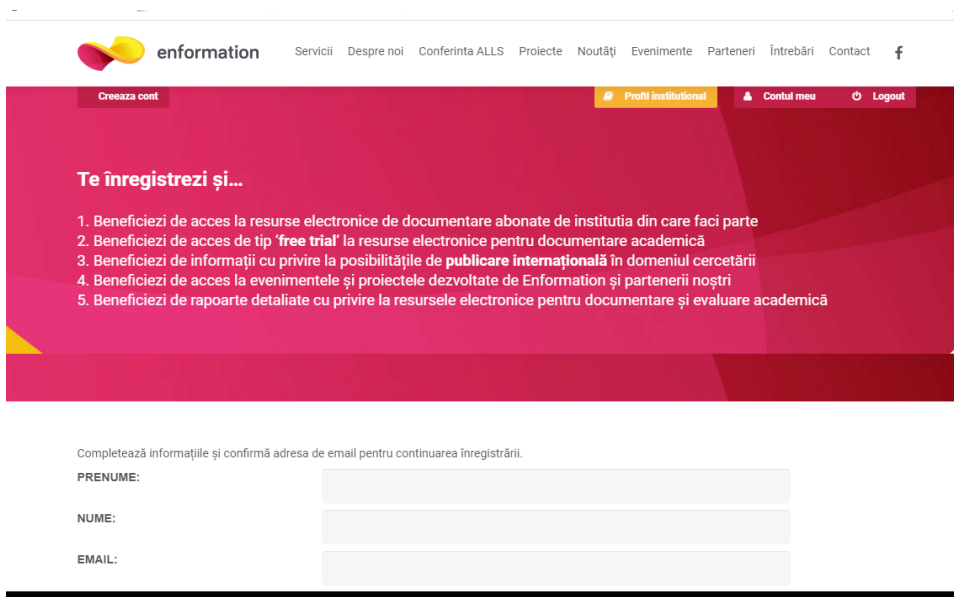 enformation
Servicii Despre noi Conferinta ALLS Proiecte Noutăţi Evenimente Parteneri Întrebări Contact f
Creeaza cont Profil institutional Contul meu Logout
Te înregistrezi și...
1. Beneficiezi de acces la resurse electronice de documentare abonate de institutia din care faci parte
2. Beneficiezi de acces de tip 'free trial' la resurse electronice pentru documentare academică
3. Beneficiezi de informații cu privire la posibilitățile de publicare internațională în domeniul cercetării
4. Beneficiezi de acces la evenimentele și proiectele dezvoltate de Enformation și partenerii noștri
5. Beneficiezi de rapoarte detaliate cu privire la resursele electronice pentru documentare și evaluare academică
Completează informațiile și confirmă adresa de email pentru continuarea înregistrării.
PRENUME:
NUME:
EMAIL: